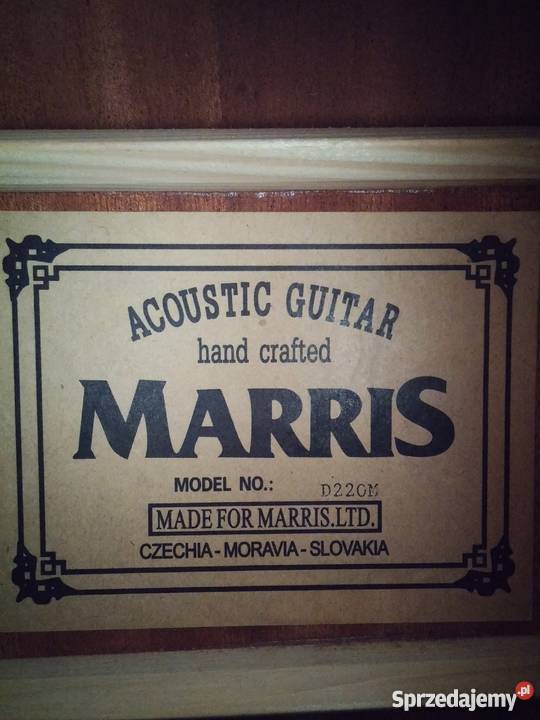 ACOUSTIC GUITAR
hand crafted
MARRIS
MODEL NO.: D220M
MADE FOR MARRIS.LTD.
CZECHIA - MORAVIA - SLOVAKIA
Sprzedajemy.pl